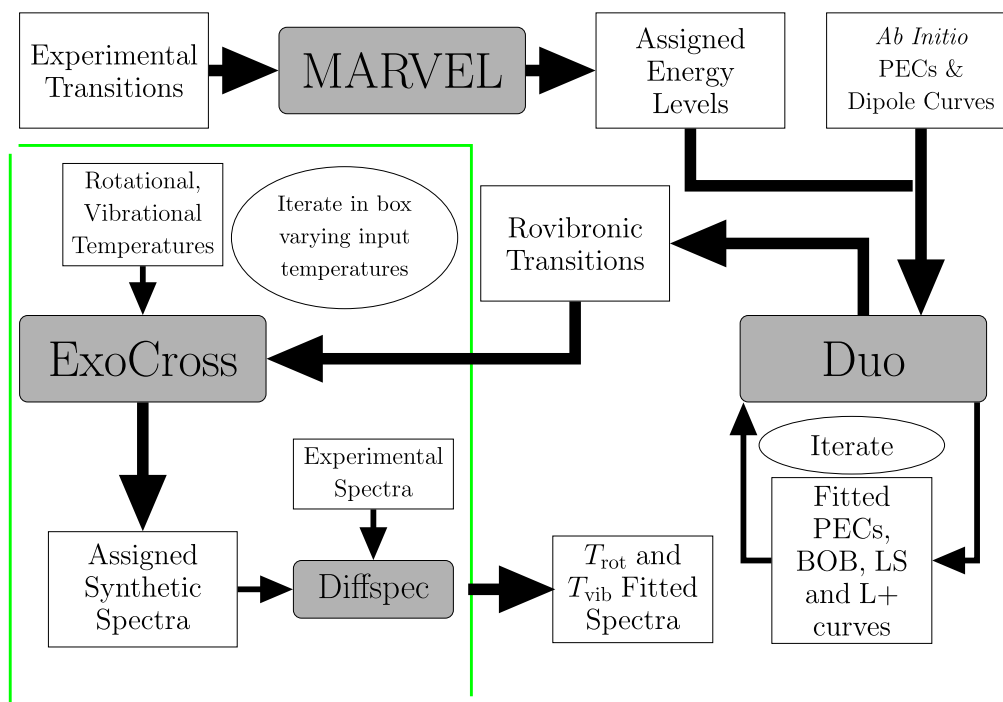 Experimental
Transitions
MARVEL
Assigned
Energy
Levels
Ab Initio
PECs &
Dipole Curves
Rotational,
Vibrational
Temperatures
Iterate in box
varying input
temperatures
Rovibronic
Transitions
ExoCross
Duo
Iterate
Experimental
Spectra
Fitted
PECs,
BOB, LS
and L+
curves
Assigned
Synthetic
Spectra
Diffspec
T_rot and
T_vib Fitted
Spectra